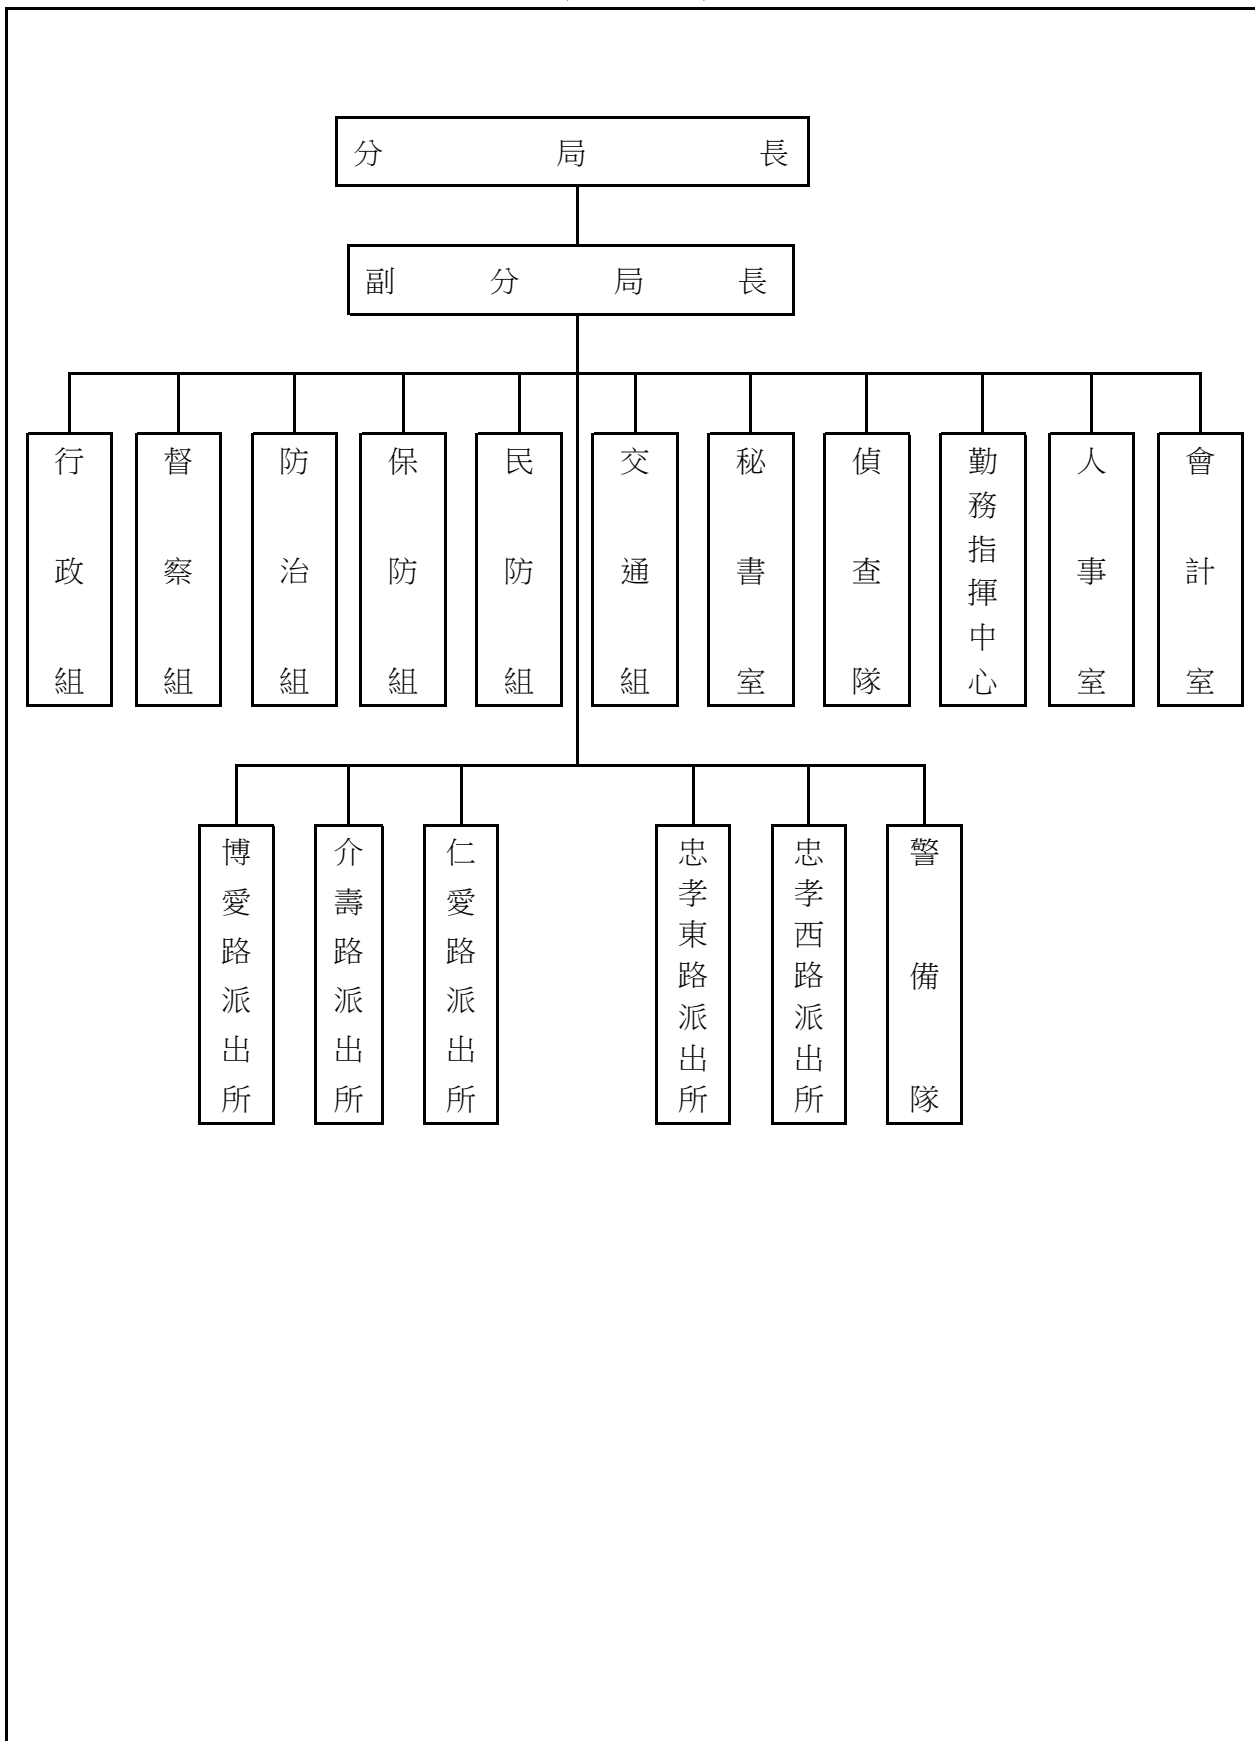 分局長
副分局長
行政組
督察組
防治組
保防組
民防組
交通組
秘書室
偵查隊
勤務指揮中心
人事室
會計室
博愛路派出所
介壽路派出所
仁愛路派出所
忠孝東路派出所
忠孝西路派出所
警備隊